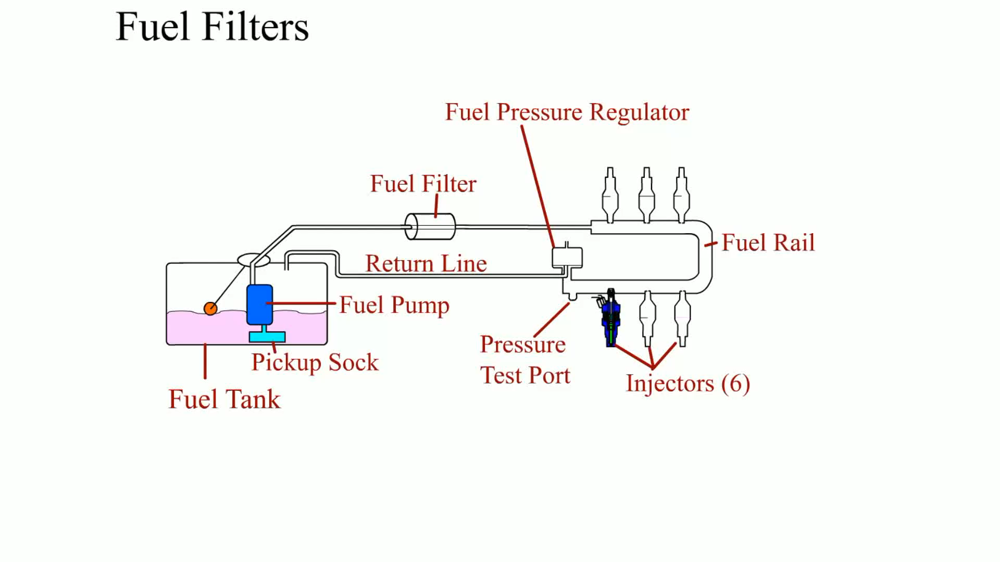 Fuel Filters
Fuel Pressure Regulator
Fuel Filter
Fuel Rail
Return Line
Fuel Pump
Pressure
Test Port
Pickup Sock
Injectors (6)
Fuel Tank